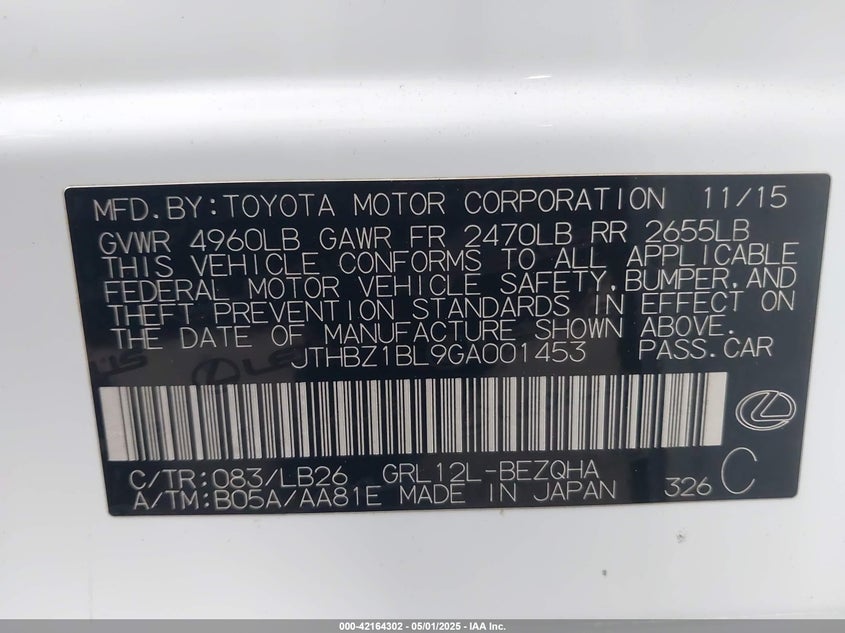 MFD.BY:TOYOTA MOTOR CORPORATION 11/15
GVWR 4960LB GAWR FR 2470LB RR 2655LB
THIS VEHICLE CONFORMS TO ALL APPLICABLE
FEDERAL MOTOR VEHICLE SAFETY,BUMPER,AND
THEFT PREVENTION STANDARDS IN EFFECT ON
THE DATE OF MANUFACTURE SHOWN ABOVE.
JTHBZ1BL9GA001453 PASS.CAR
C/TR:083/LB26 GRL12L-BEZQHA
A/TM:B05A/AA81E MADE IN JAPAN 326 C
000-42164302 - 05/01/2025 - IAA Inc.